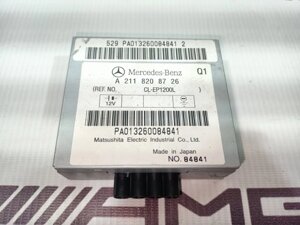 529 PA013260084841 2
Mercedes-Benz Q1
A 211 820 87 26
(REF. NO. CL-EP1200L )
12V
PA013260084841
Matsushita Electric Industrial Co., Ltd.
Made in Japan
NO. 84841
AMG